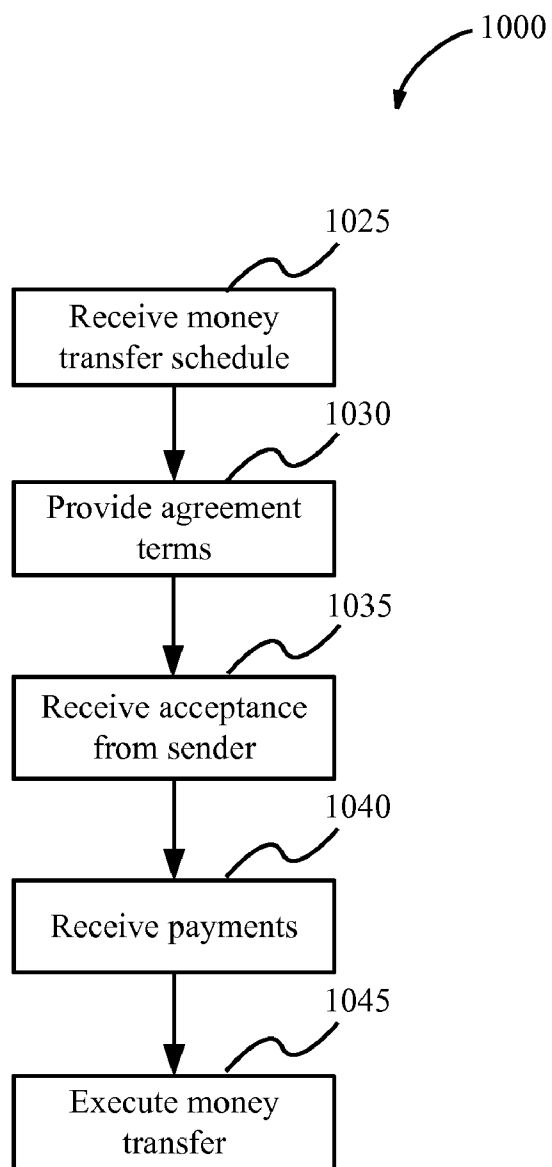 1000
1025
Receive money
transfer schedule
1030
Provide agreement
terms
1035
Receive acceptance
from sender
1040
Receive payments
1045
Execute money
transfer